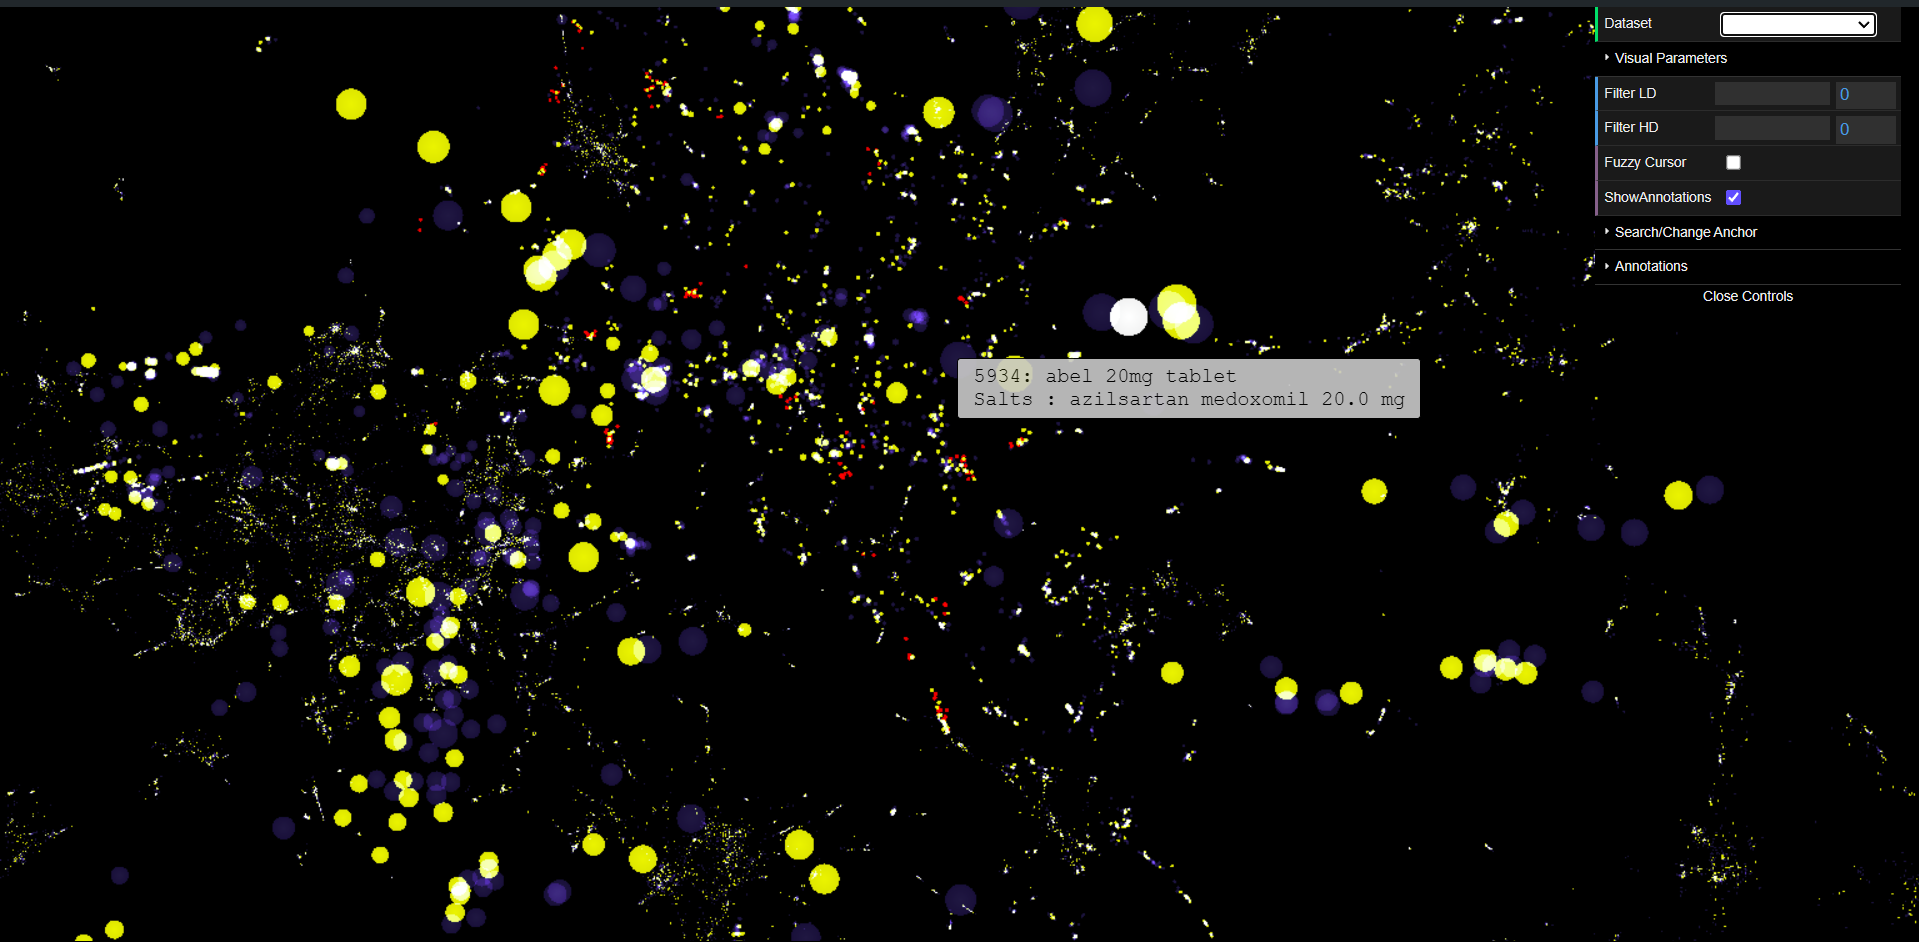 Dataset
Visual Parameters
Filter LD 0
Filter HD 0
Fuzzy Cursor
ShowAnnotations
Search/Change Anchor
Annotations
Close Controls
5934: abel 20mg tablet
Salts : azilsartan medoxomil 20.0 mg